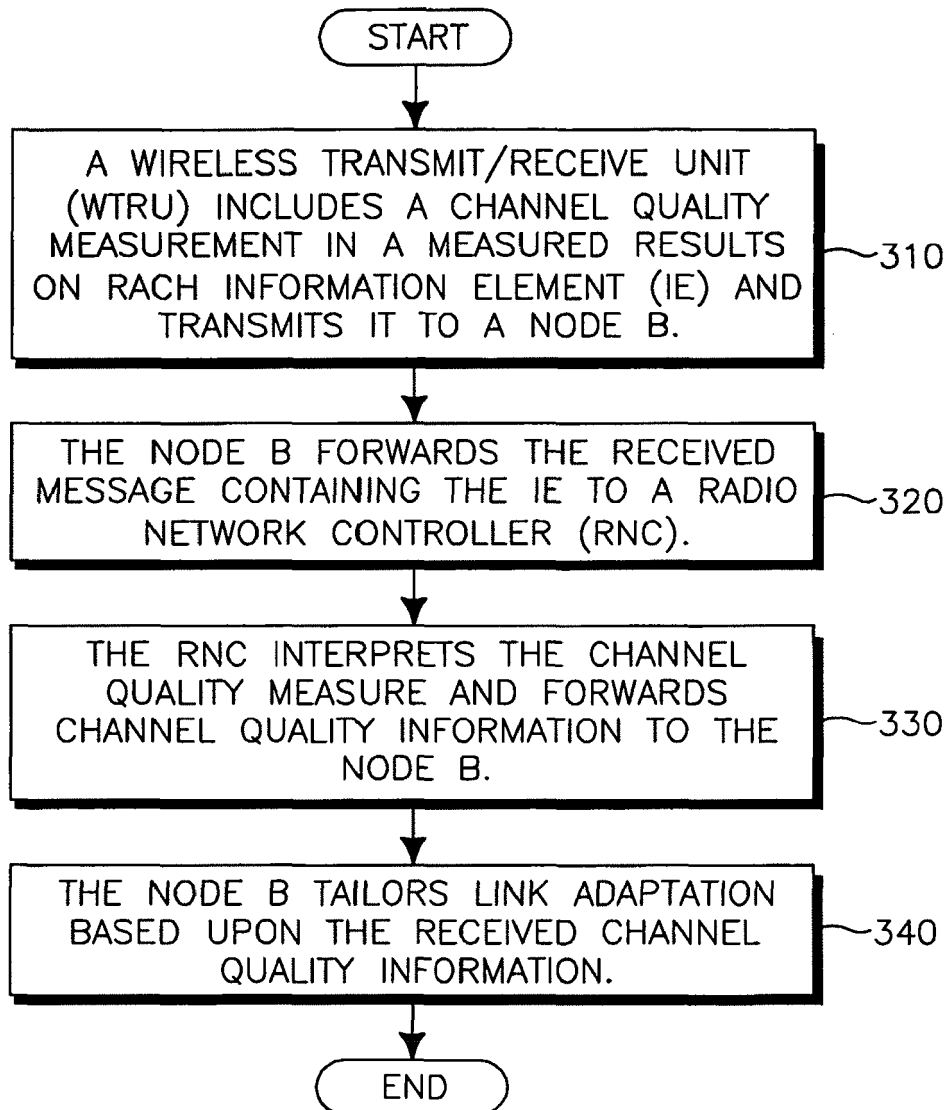 START
A WIRELESS TRANSMIT/RECEIVE UNIT
(WTRU) INCLUDES A CHANNEL QUALITY
MEASUREMENT IN A MEASURED RESULTS
ON RACH INFORMATION ELEMENT (IE) AND
TRANSMITS IT TO A NODE B.
310
THE NODE B FORWARDS THE RECEIVED
MESSAGE CONTAINING THE IE TO A RADIO
NETWORK CONTROLLER (RNC).
320
THE RNC INTERPRETS THE CHANNEL
QUALITY MEASURE AND FORWARDS
CHANNEL QUALITY INFORMATION TO THE
NODE B.
330
THE NODE B TAILORS LINK ADAPTATION
BASED UPON THE RECEIVED CHANNEL
QUALITY INFORMATION.
340
END